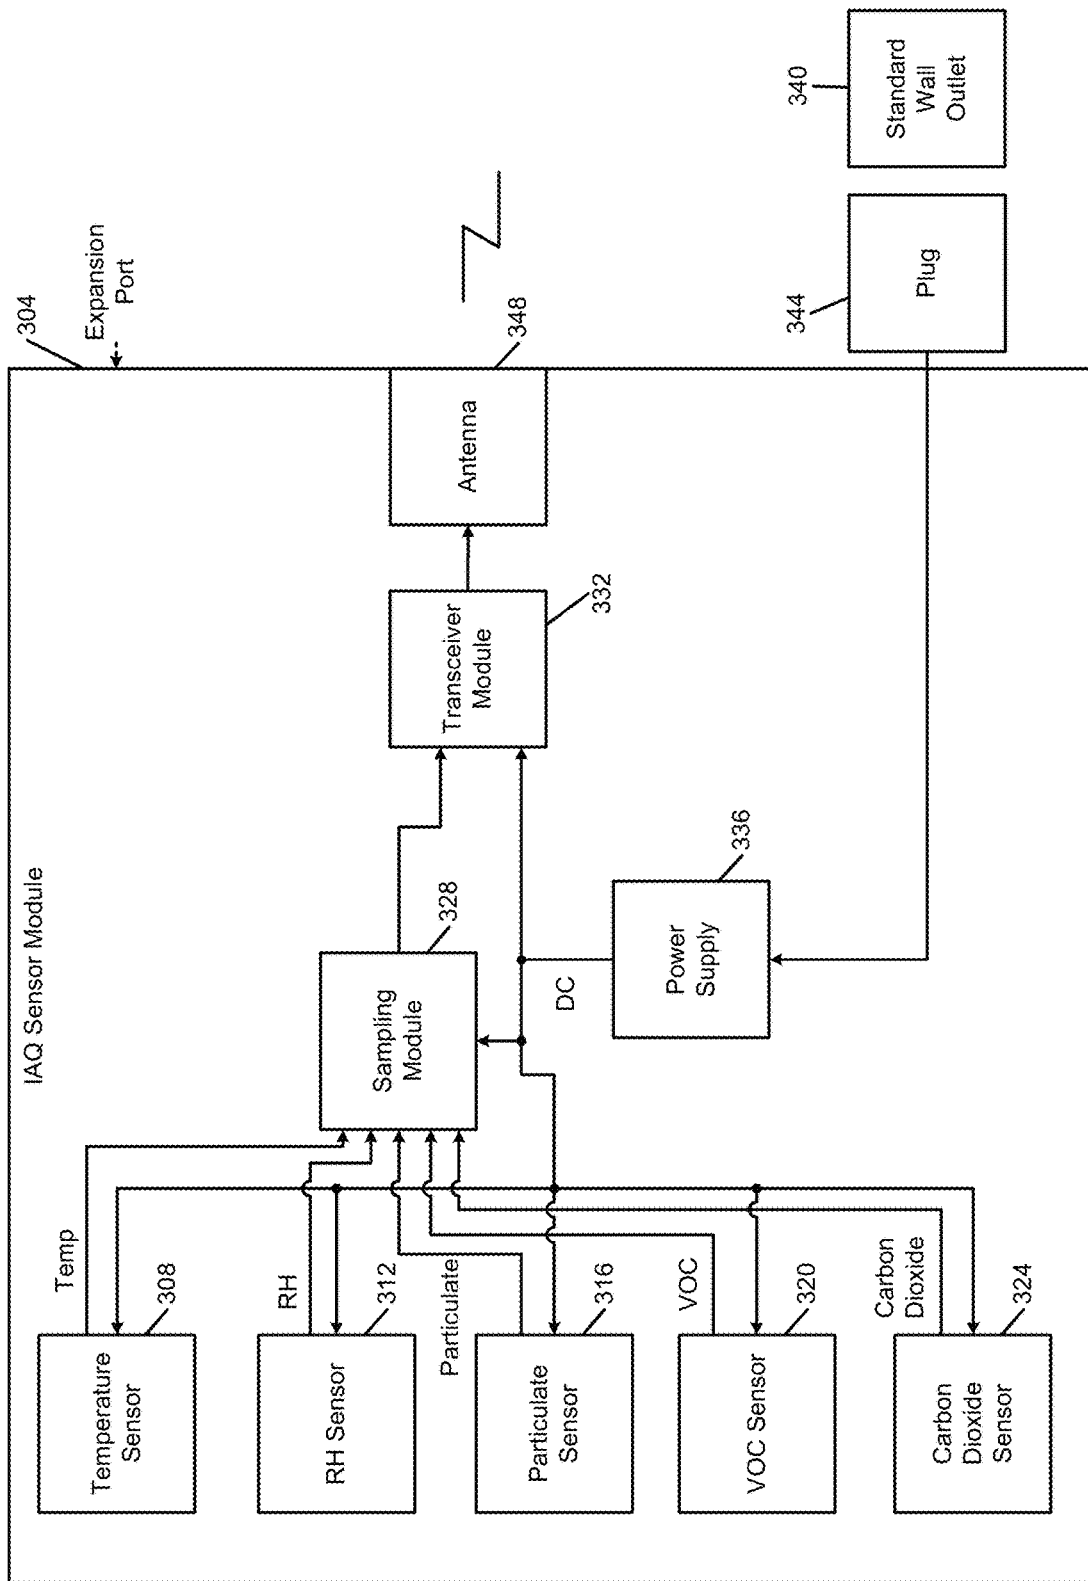 IAQ Sensor Module
304
Expansion
Port
Temperature
Sensor
308
Temp
RH Sensor
312
RH
Particulate
Sensor
316
Particulate
VOC Sensor
320
VOC
Carbon
Dioxide
Sensor
324
Carbon
Dioxide
Sampling
Module
328
Transceiver
Module
332
Antenna
348
DC
Power
Supply
336
Plug
344
Standard
Wall
Outlet
340